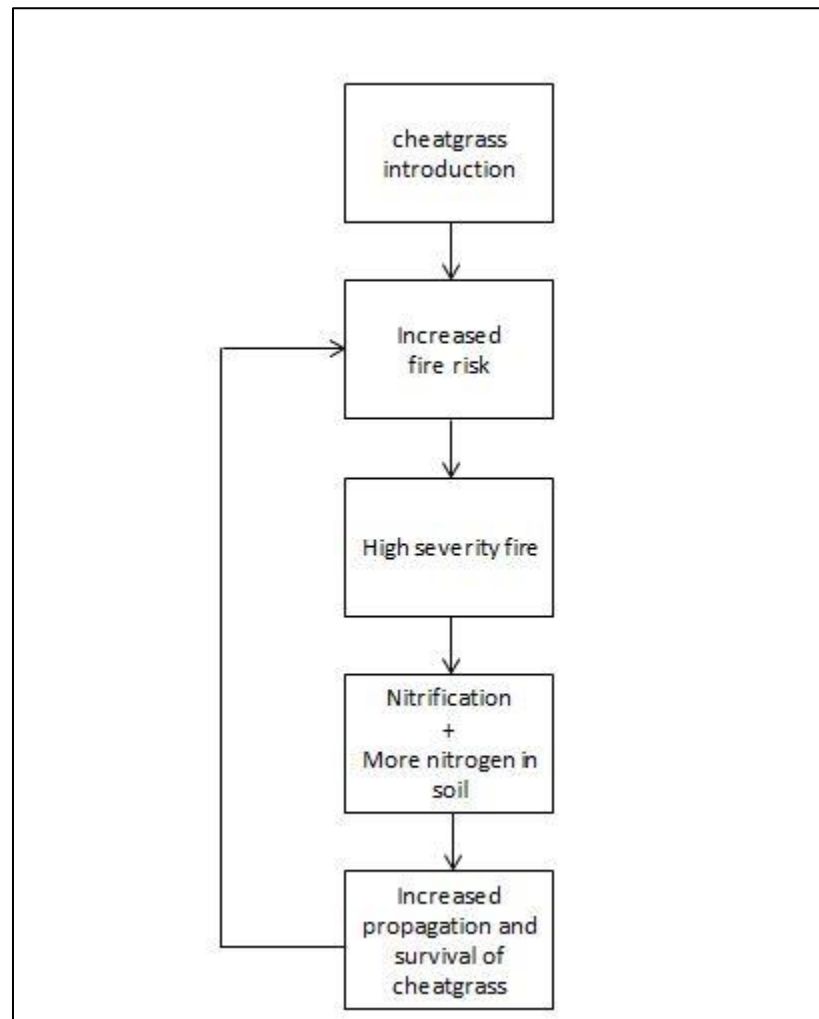 cheatgrass
introduction
Increased
fire risk
High severity fire
Nitrification
+
More nitrogen in
soil
Increased
propagation and
survival of
cheatgrass